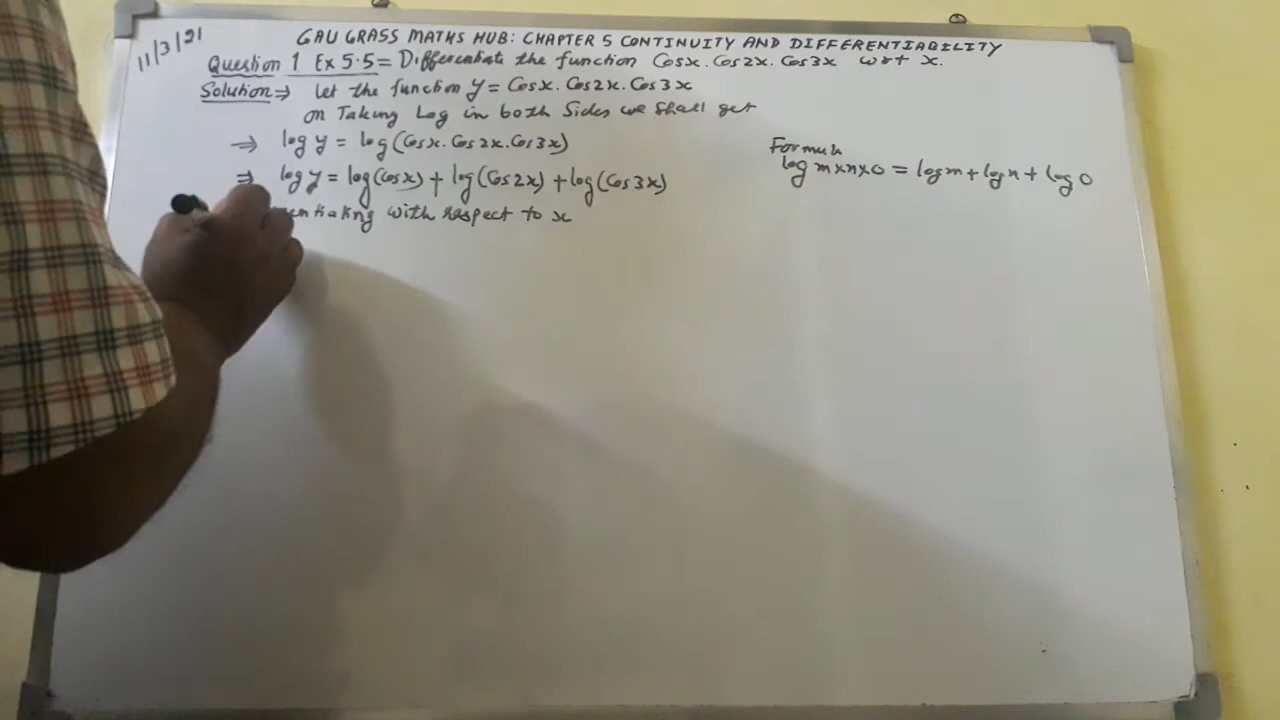 11/3/21
GAU GRASS MATHS HUB: CHAPTER 5 CONTINUITY AND DIFFERENTIABILITY
Question 1 Ex 5.5 = Differentiate the function Cosx. Cos2x. Cos3x wrt x.
Solution ⇒ Let the function y = Cosx. Cos2x. Cos3x
on Taking Log in both Sides we shall get
⇒ log y = log(Cosx. Cos2x. Cos3x)
Formula
log m×n×o = log m + log n + log o
⇒ log y = log(Cosx) + log(Cos2x) + log(Cos3x)
with respect to x